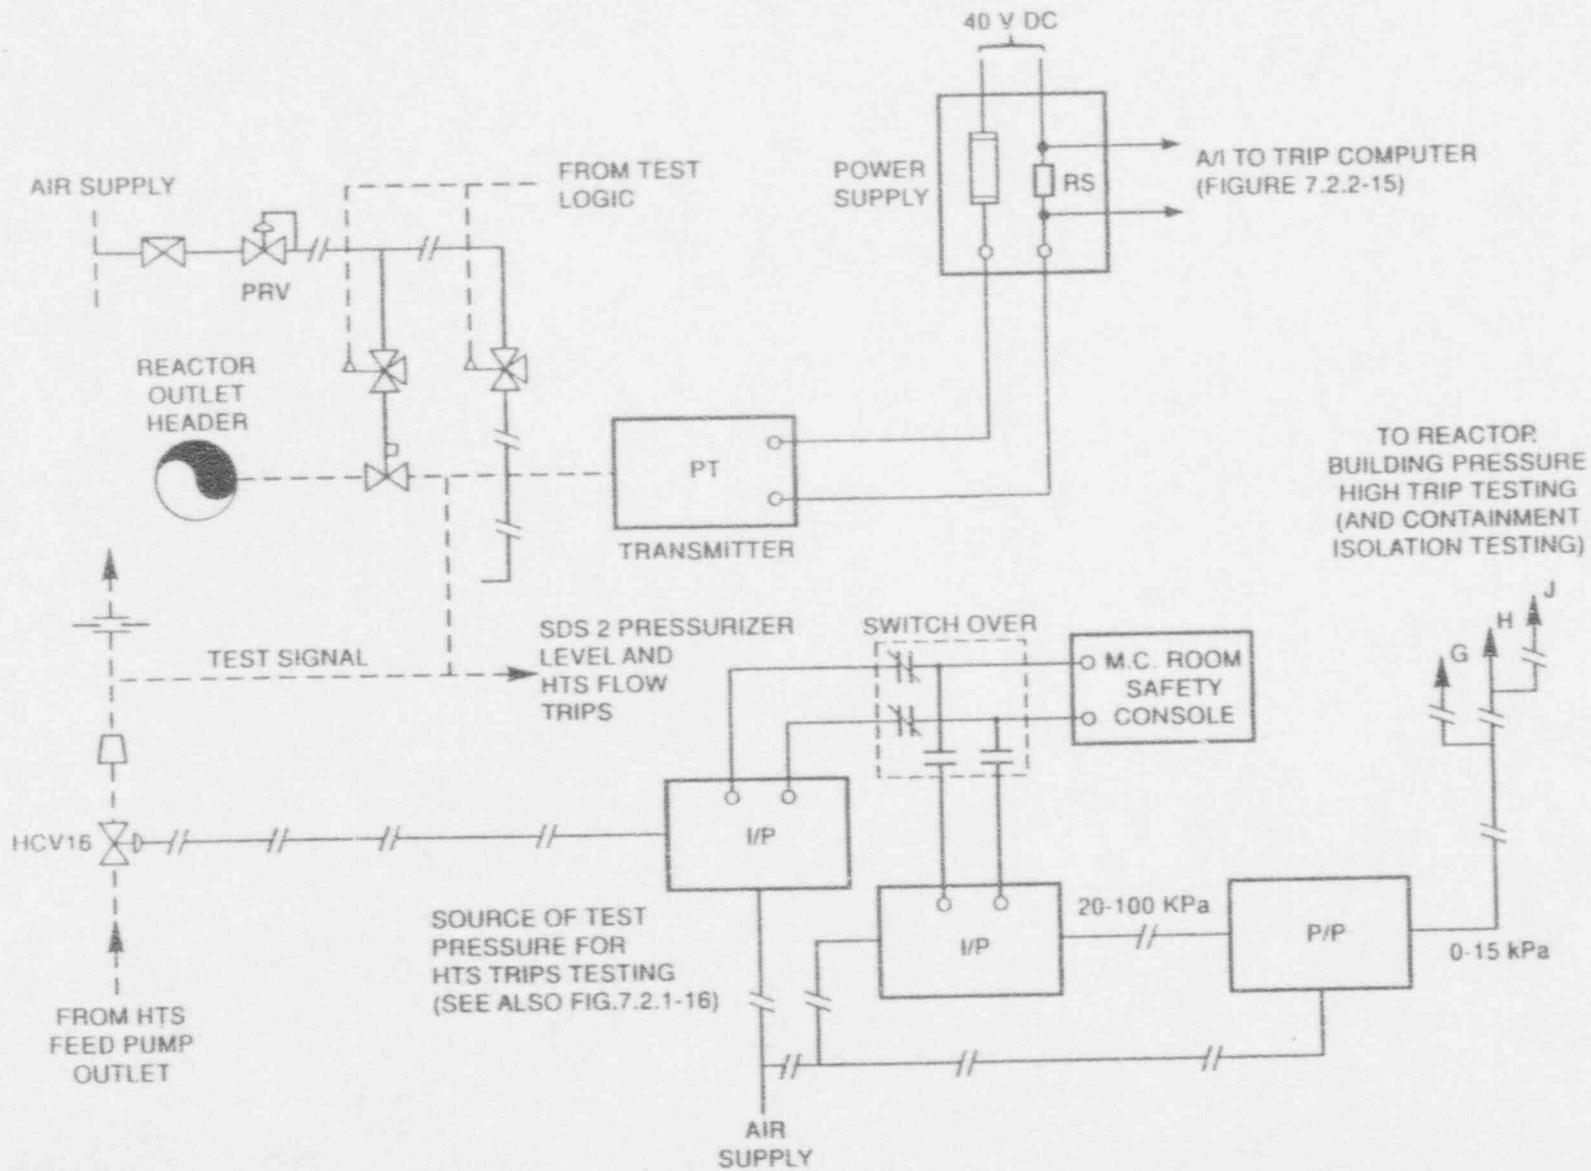 40 V DC
AIR SUPPLY
FROM TEST
LOGIC
POWER
SUPPLY
RS
A/I TO TRIP COMPUTER
(FIGURE 7.2.2-15)
PRV
REACTOR
OUTLET
HEADER
PT
TRANSMITTER
TO REACTOR
BUILDING PRESSURE
HIGH TRIP TESTING
(AND CONTAINMENT
ISOLATION TESTING)
J
H
G
TEST SIGNAL
SDS 2 PRESSURIZER
LEVEL AND
HTS FLOW
TRIPS
SWITCH OVER
M.C. ROOM
SAFETY
CONSOLE
HCV16
I/P
SOURCE OF TEST
PRESSURE FOR
HTS TRIPS TESTING
(SEE ALSO FIG.7.2.1-16)
I/P
20-100 KPa
P/P
0-15 kPa
FROM HTS
FEED PUMP
OUTLET
AIR
SUPPLY